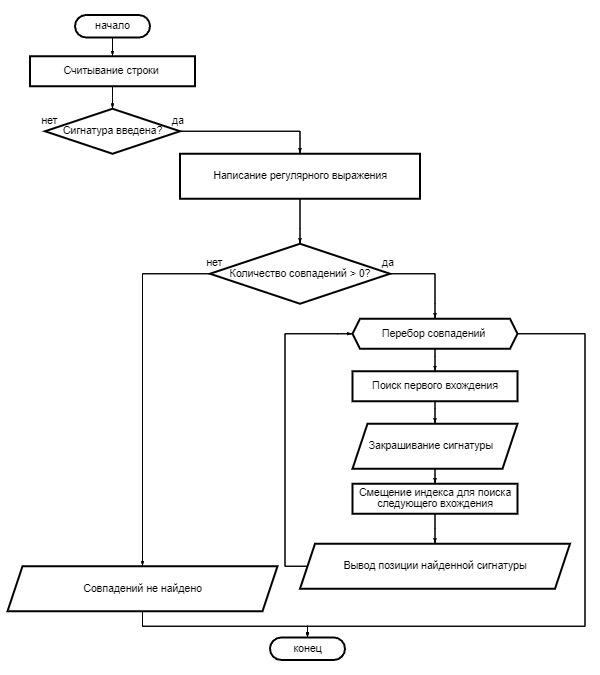 начало
Считывание строки
нет
да
Сигнатура введена?
Написание регулярного выражения
нет
да
Количество совпадений > 0?
Перебор совпадений
Поиск первого вхождения
Закрашивание сигнатуры
Смещение индекса для поиска
следующего вхождения
Вывод позиции найденной сигнатуры
Совпадений не найдено
конец